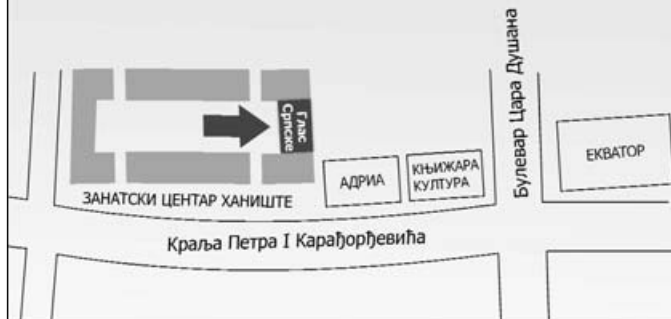 Глас
Српске
Булевар Цара Душана
ЕКВАТОР
АДРИА
КЊИЖАРА
КУЛТУРА
ЗАНАТСКИ ЦЕНТАР ХАНИШТЕ
Краља Петра I Карађорђевића